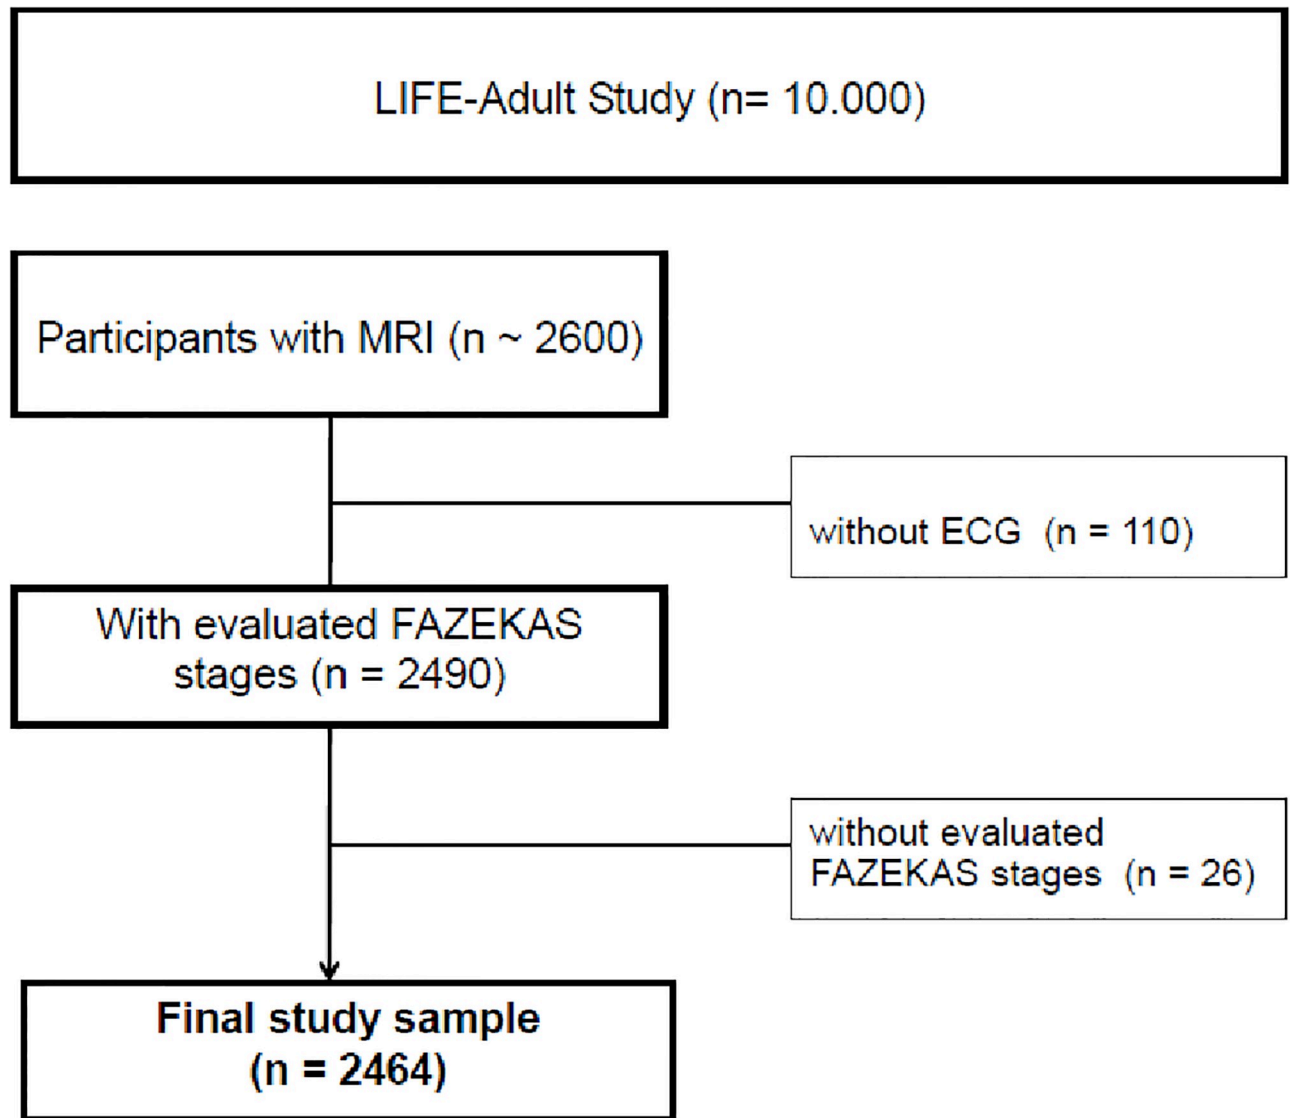 LIFE-Adult Study (n= 10.000)
Participants with MRI (n ~ 2600)
without ECG (n = 110)
With evaluated FAZEKAS
stages (n = 2490)
without evaluated
FAZEKAS stages (n = 26)
Final study sample
(n = 2464)